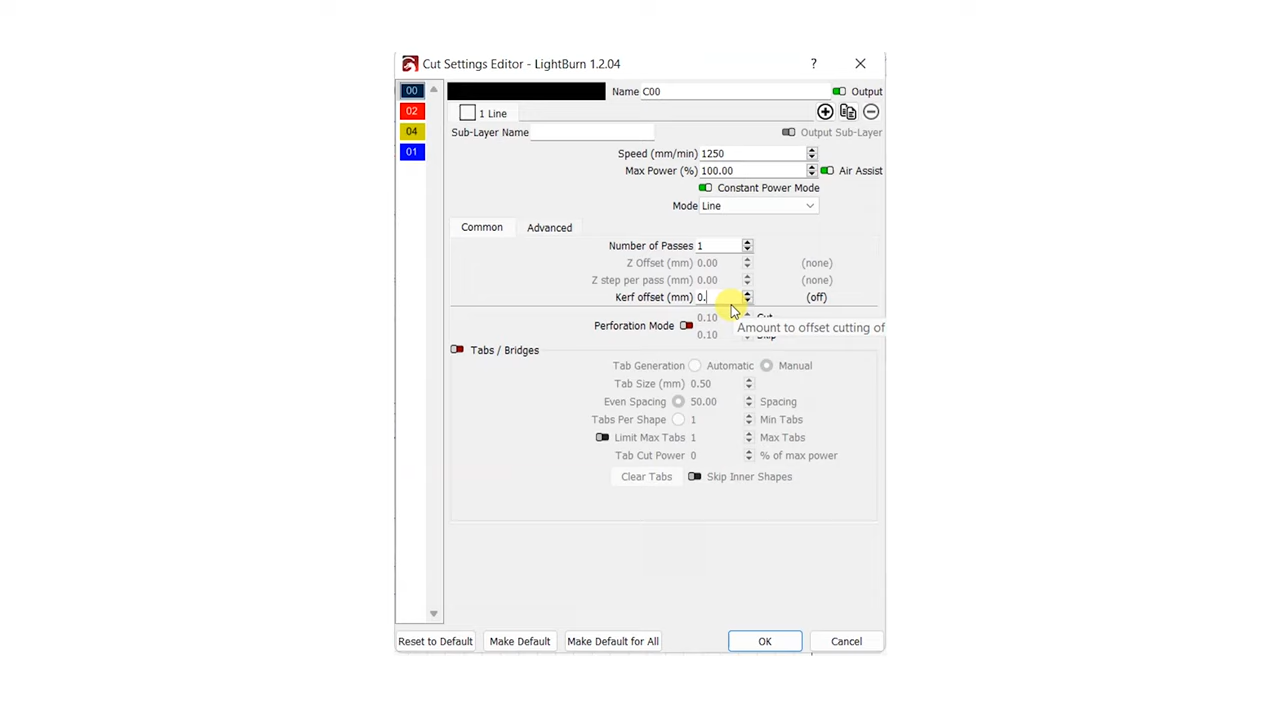 Cut Settings Editor - LightBurn 1.2.04 ?
00 Name C00 Output
02 1 Line
04 Sub-Layer Name Output Sub-Layer
01 Speed (mm/min) 1250
Max Power (%) 100.00 Air Assist
Constant Power Mode
Mode Line
Common Advanced
Number of Passes 1
Z Offset (mm) 0.00 (none)
Z step per pass (mm) 0.00 (none)
Kerf offset (mm) 0. (off)
0.10 Cut
Perforation Mode Amount to offset cutting of
0.10
Tabs / Bridges
Tab Generation Automatic Manual
Tab Size (mm) 0.50
Even Spacing 50.00 Spacing
Tabs Per Shape 1 Min Tabs
Limit Max Tabs 1 Max Tabs
Tab Cut Power 0 % of max power
Clear Tabs Skip Inner Shapes
Reset to Default Make Default Make Default for All OK Cancel